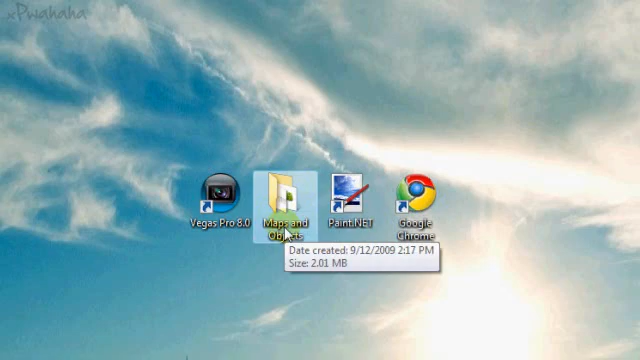 xPwahaha
Vegas Pro 8.0
Maps and
Objects
Paint.NET
Google
Chrome
Date created: 9/12/2009 2:17 PM
Size: 2.01 MB